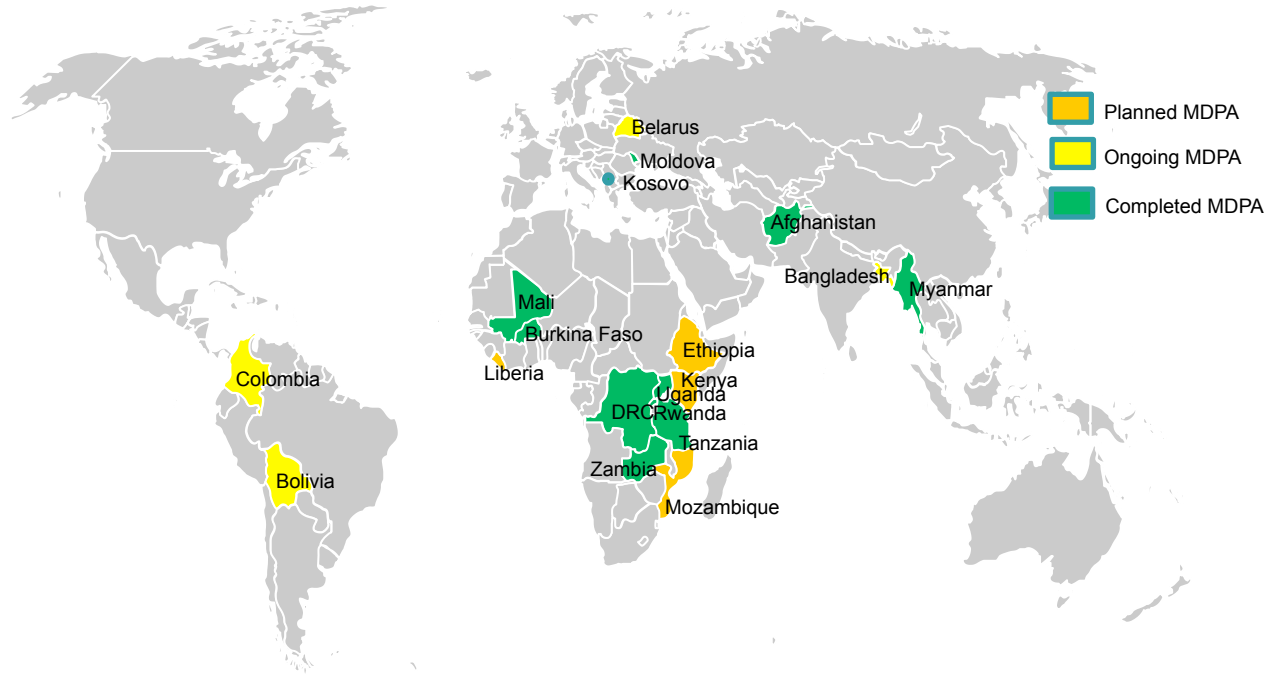 Planned MDPA
Belarus
Ongoing MDPA
Moldova
Kosovo
Completed MDPA
Afghanistan
Bangladesh
Myanmar
Mali
Burkina Faso
Ethiopia
Liberia
Colombia
Kenya
Uganda
DRC
Rwanda
Tanzania
Zambia
Bolivia
Mozambique